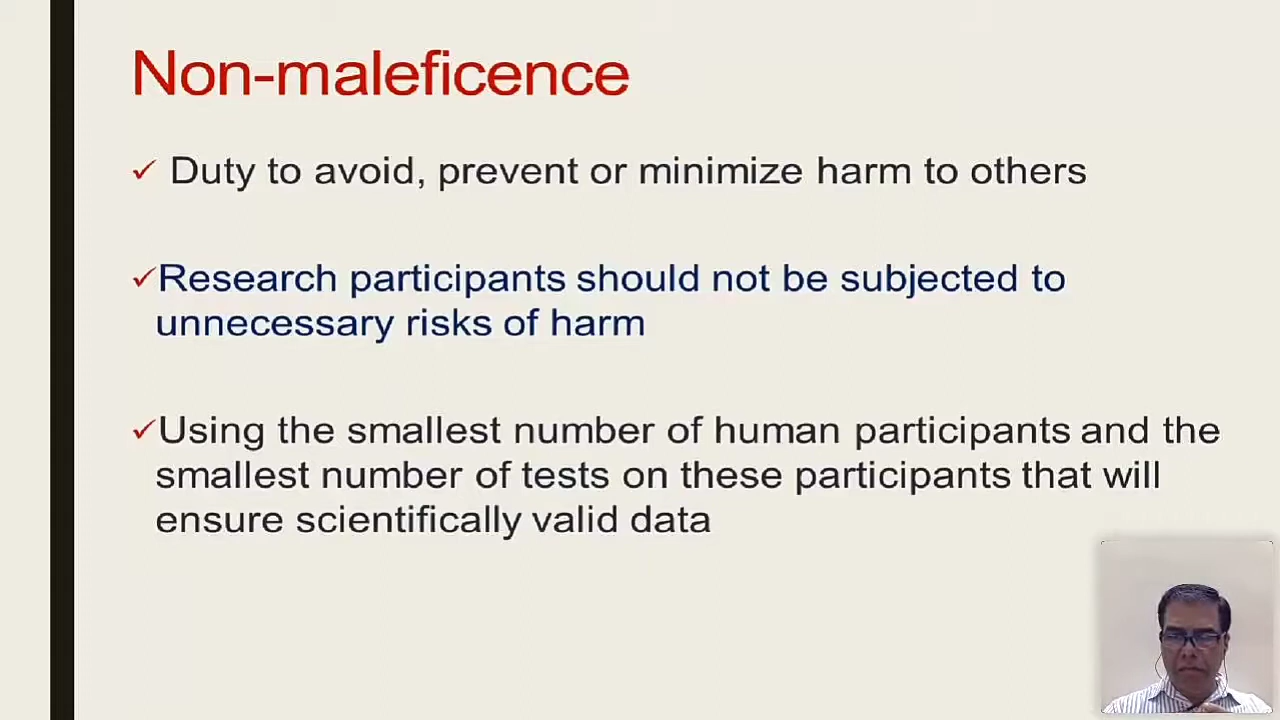 Non-maleficence
Duty to avoid, prevent or minimize harm to others
Research participants should not be subjected to
unnecessary risks of harm
Using the smallest number of human participants and the
smallest number of tests on these participants that will
ensure scientifically valid data